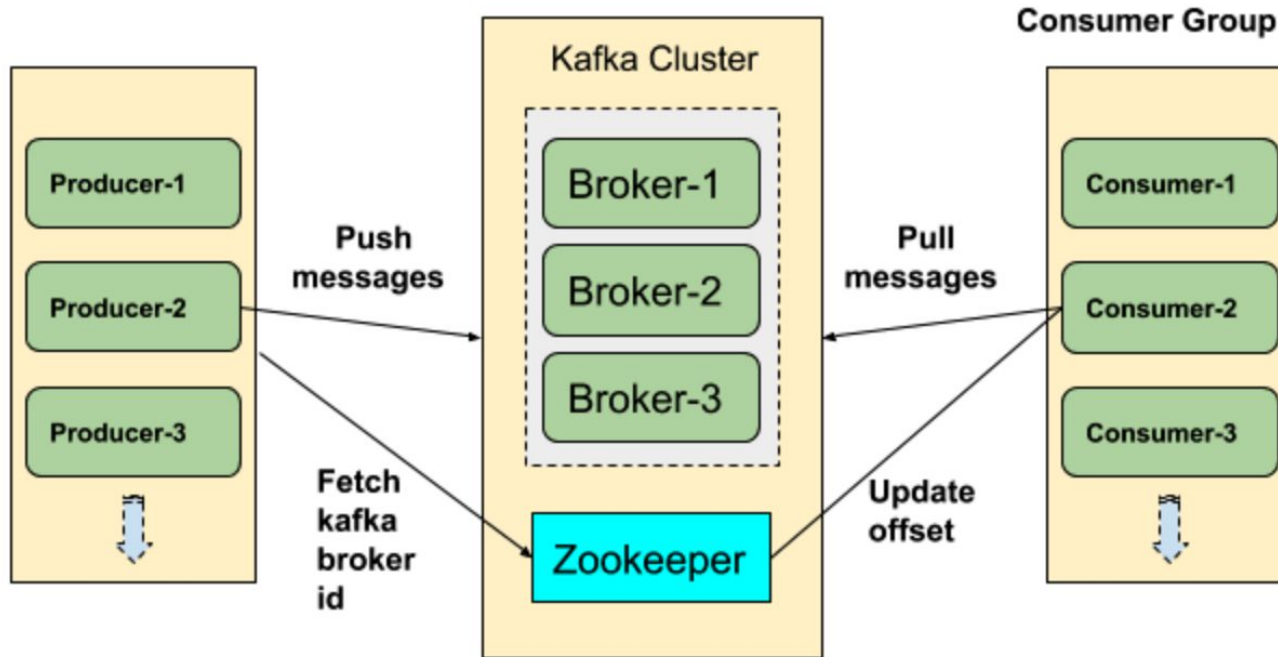 Consumer Group
Kafka Cluster
Producer-1
Producer-2
Producer-3
Push
messages
Fetch
kafka
broker
id
Broker-1
Broker-2
Broker-3
Zookeeper
Pull
messages
Update
offset
Consumer-1
Consumer-2
Consumer-3